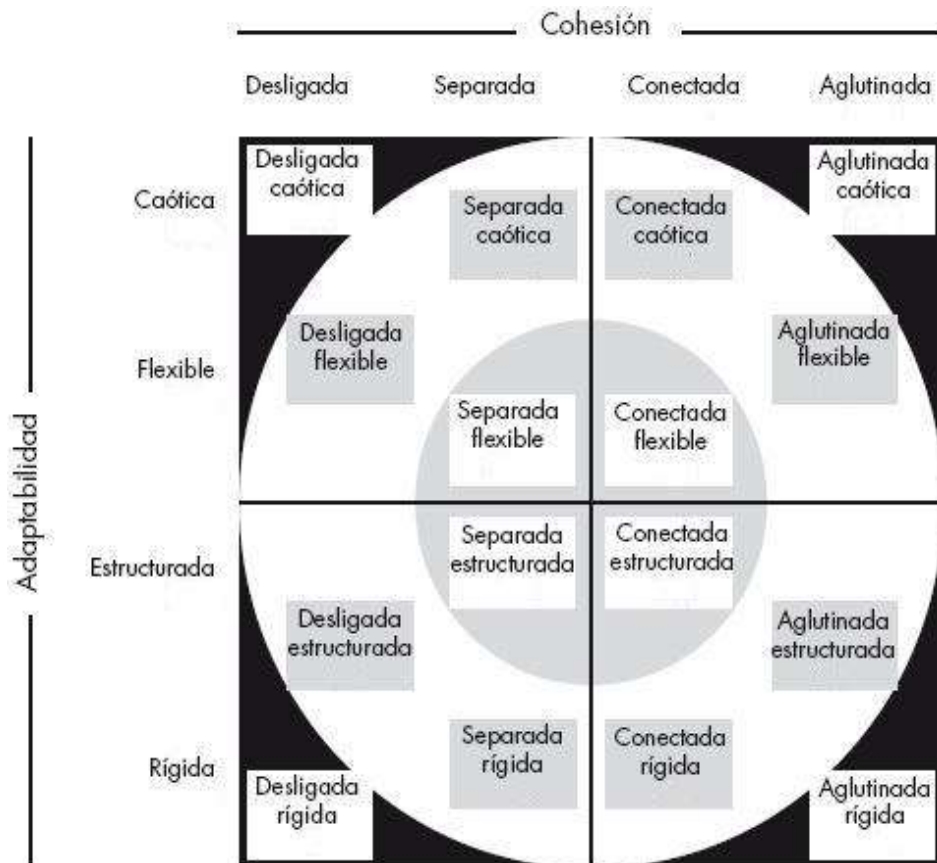 Cohesión
Desligada Separada Conectada Aglutinada
Adaptabilidad
Caótica
Desligada
caótica
Separada
caótica
Conectada
caótica
Aglutinada
caótica
Flexible
Desligada
flexible
Separada
flexible
Conectada
flexible
Aglutinada
flexible
Estructurada
Separada
estructurada
Conectada
estructurada
Desligada
estructurada
Aglutinada
estructurada
Rígida
Desligada
rígida
Separada
rígida
Conectada
rígida
Aglutinada
rígida